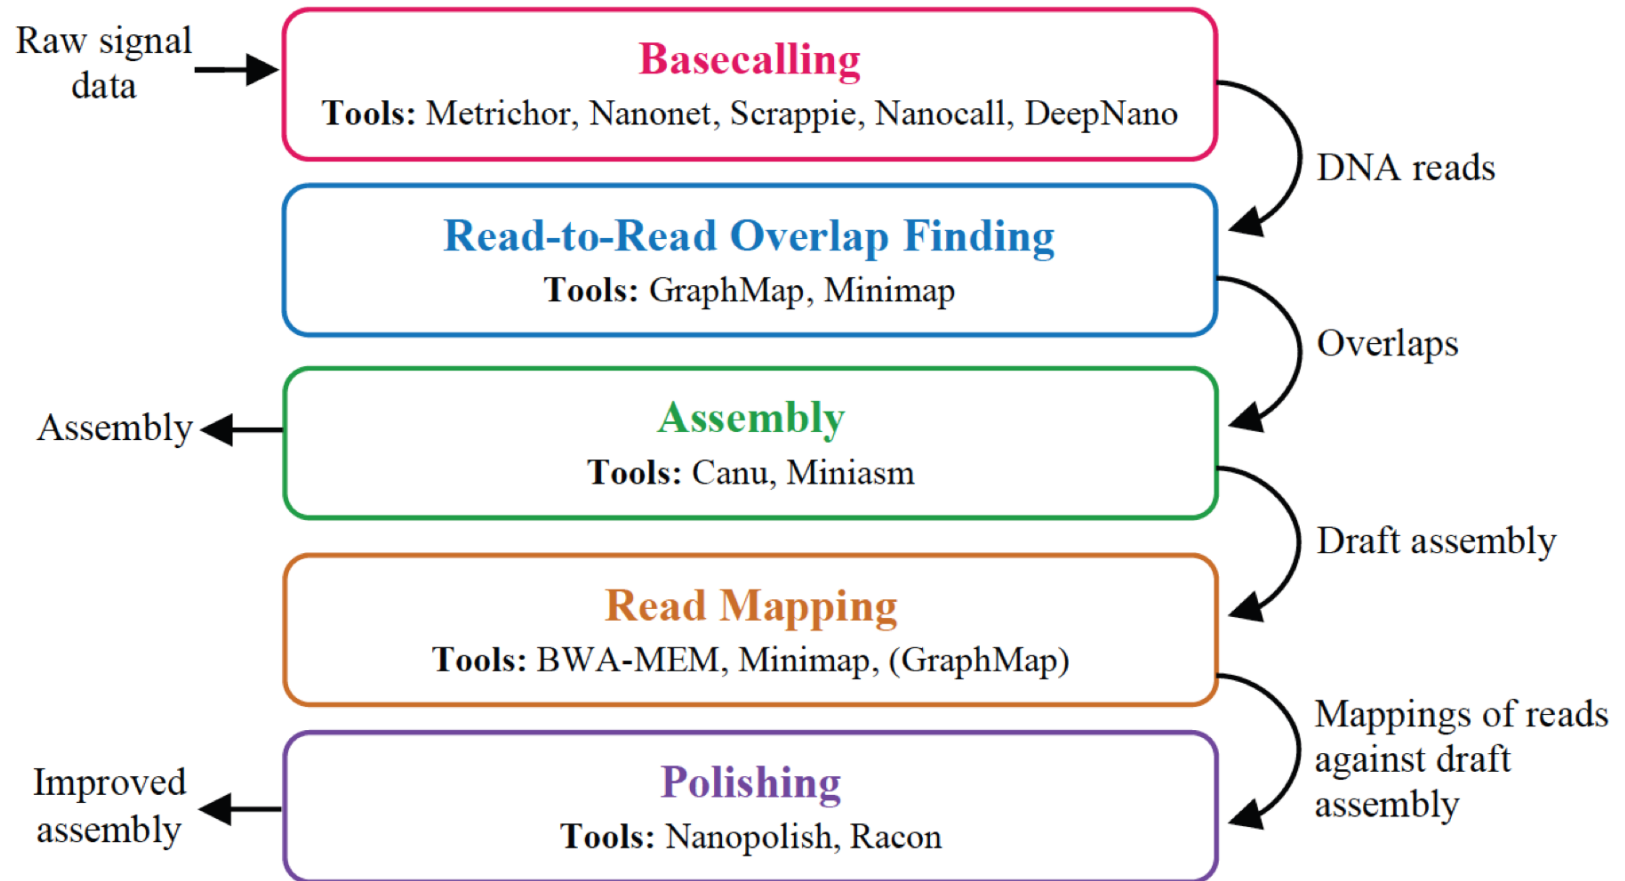 Raw signal
data
Basecalling
Tools: Metrichor, Nanonet, Scrappie, Nanocall, DeepNano
DNA reads
Read-to-Read Overlap Finding
Tools: GraphMap, Minimap
Overlaps
Assembly
Assembly
Tools: Canu, Miniasm
Draft assembly
Read Mapping
Tools: BWA-MEM, Minimap, (GraphMap)
Mappings of reads
against draft
assembly
Improved
assembly
Polishing
Tools: Nanopolish, Racon